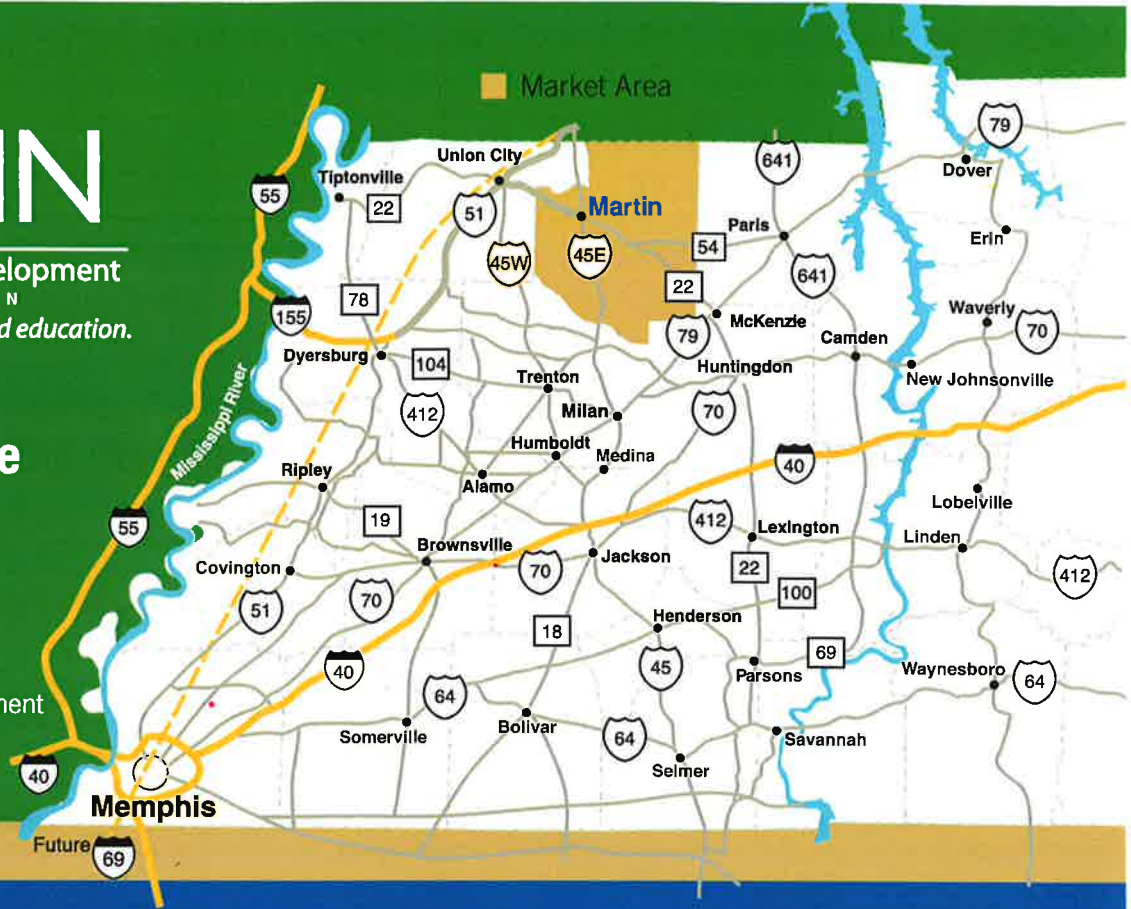 Market Area
IN
elopment
N
d education.
e
ment
79
Union City
641
Dover
Tiptonville
55
22
51
Martin
Paris
Erin
54
45W
45E
641
22
78
155
McKenzie
Waverly
79
70
Camden
Dyersburg
104
Huntingdon
New Johnsonville
Trenton
412
Milan
70
Mississippi River
Humboldt
Medina
40
Ripley
Alamo
Lobelville
55
19
412
Lexington
Brownsville
Linden
Jackson
70
22
Covington
412
51
70
100
Henderson
18
69
40
45
Parsons
Waynesboro
64
64
Bolivar
Somerville
64
Savannah
Selmer
40
Memphis
Future
69